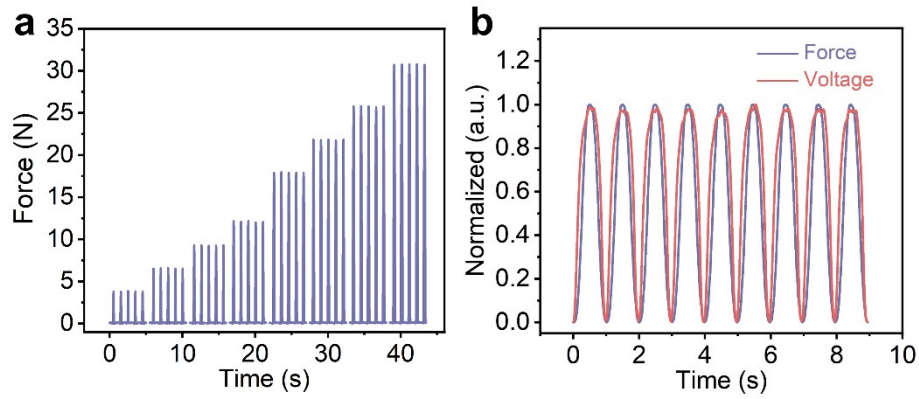 a
Force (N)
35
30
25
20
15
10
5
0
0 10 20 30 40
Time (s)
b
Normalized (a.u.)
1.2
1.0
0.8
0.6
0.4
0.2
0.0
Force
Voltage
0 2 4 6 8 10
Time (s)